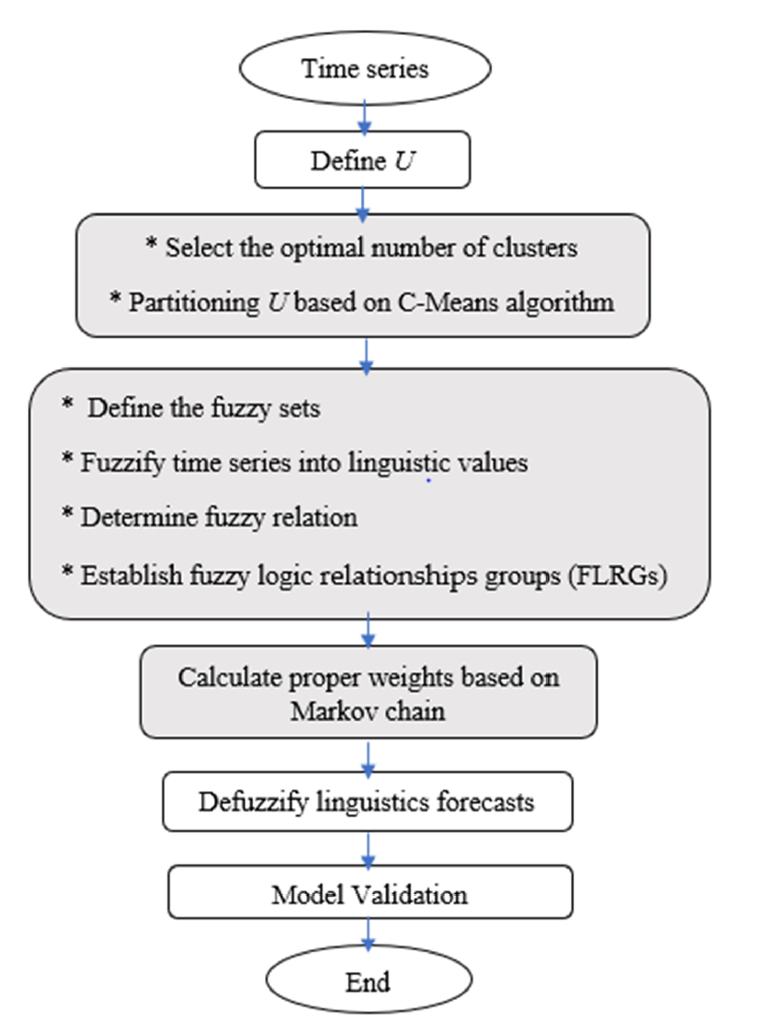 Time series
Define U
* Select the optimal number of clusters
* Partitioning U based on C-Means algorithm
* Define the fuzzy sets
* Fuzzify time series into linguistic values
* Determine fuzzy relation
* Establish fuzzy logic relationships groups (FLRGs)
Calculate proper weights based on
Markov chain
Defuzzify linguistics forecasts
Model Validation
End